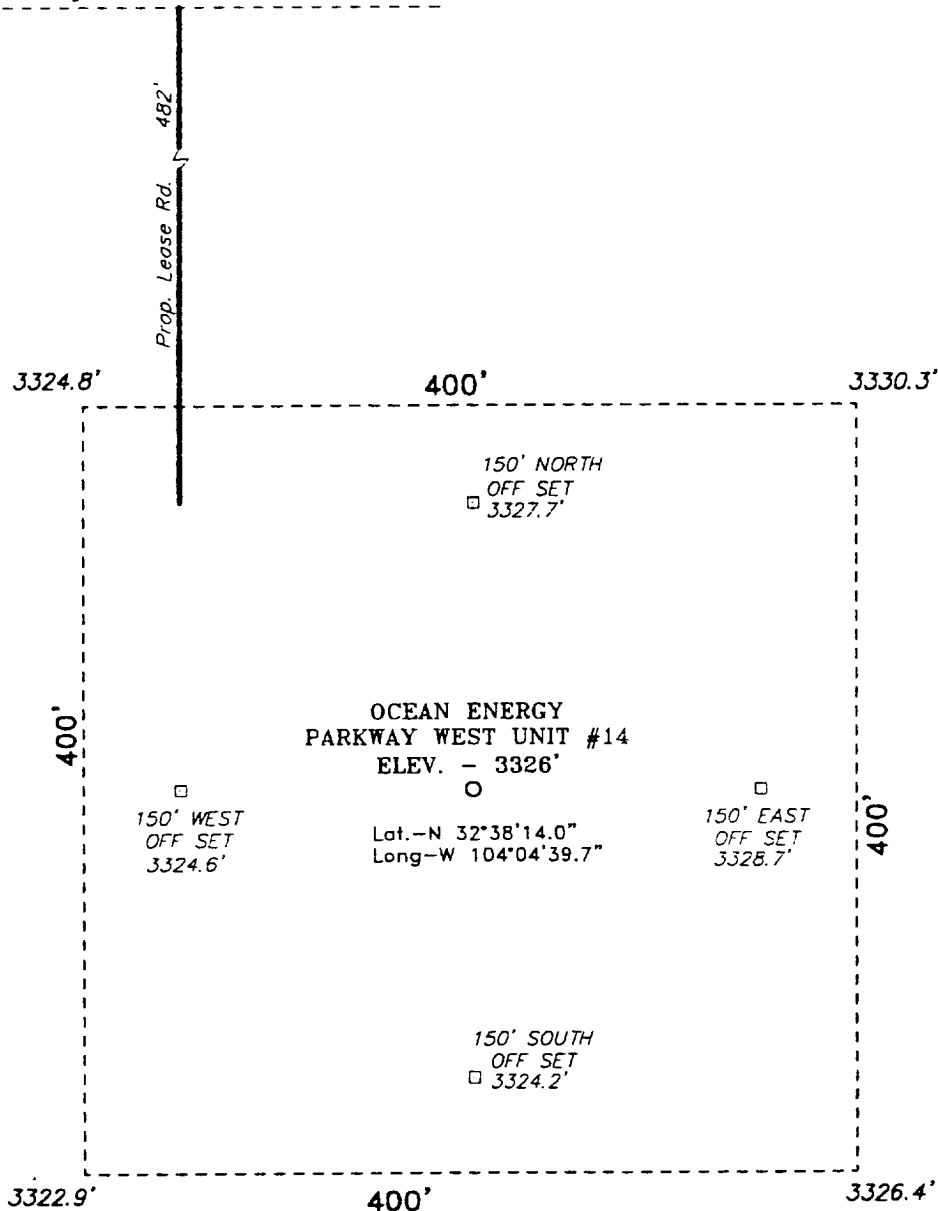 482'
Prop. Lease Rd.
3324.8'
400'
3330.3'
150' NORTH
OFF SET
3327.7'
400'
OCEAN ENERGY
PARKWAY WEST UNIT #14
ELEV. - 3326'
150' WEST
OFF SET
3324.6'
Lat.-N 32°38'14.0"
Long-W 104°04'39.7"
150' EAST
OFF SET
3328.7'
400'
150' SOUTH
OFF SET
3324.2'
3322.9'
400'
3326.4'